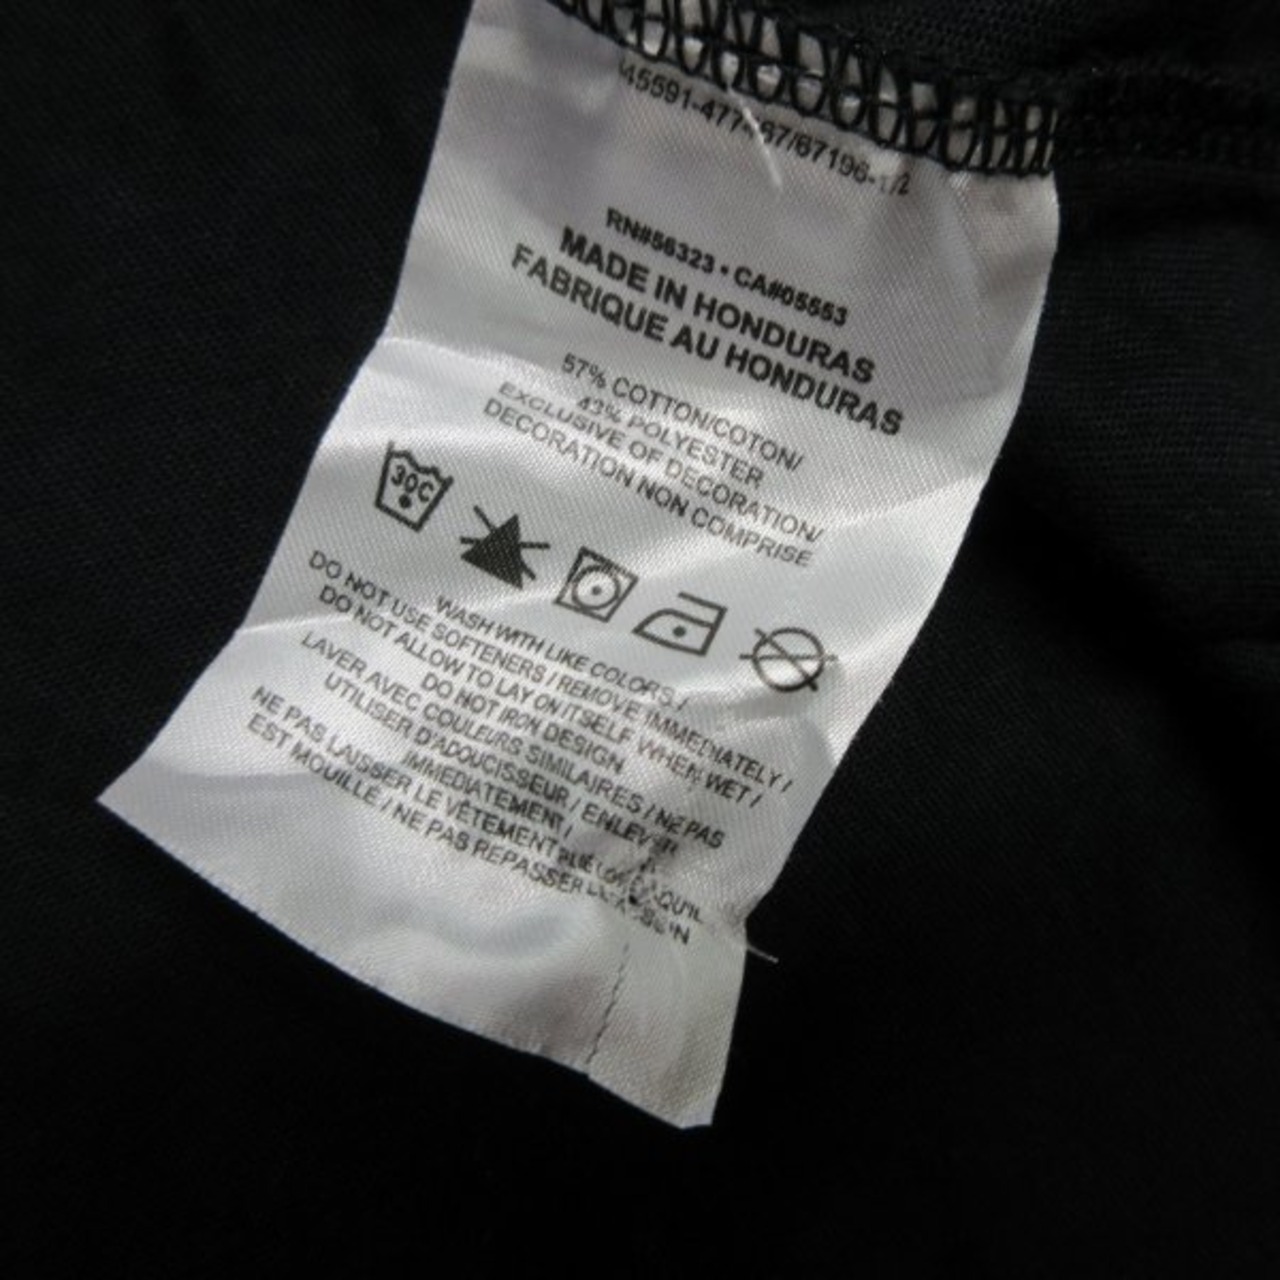 RN#56323 • CA#05553
MADE IN HONDURAS
FABRIQUE AU HONDURAS
57% COTTON/COTON/
43% POLYESTER
EXCLUSIVE OF DECORATION/
DECORATION NON COMPRISE
30C
WASH WITH LIKE COLORS /
DO NOT USE SOFTENERS / REMOVE IMMEDIATELY /
DO NOT ALLOW TO LAY ON ITSELF WHEN WET /
DO NOT IRON DESIGN.
LAVER AVEC COULEURS SIMILAIRES / NE PAS
UTILISER D'ADOUCISSEUR / ENLEVER
IMMEDIATEMENT /
NE PAS LAISSER LE VÊTEMENT
EST MOUILLÉ / NE PAS REPASSER